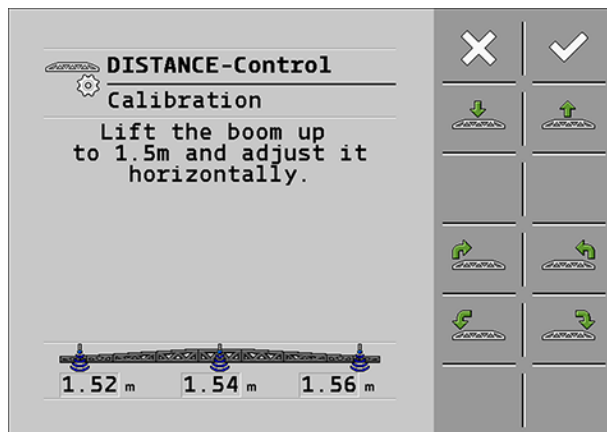 DISTANCE-Control
Calibration
Lift the boom up
to 1.5m and adjust it
horizontally.
1.52 m 1.54 m 1.56 m